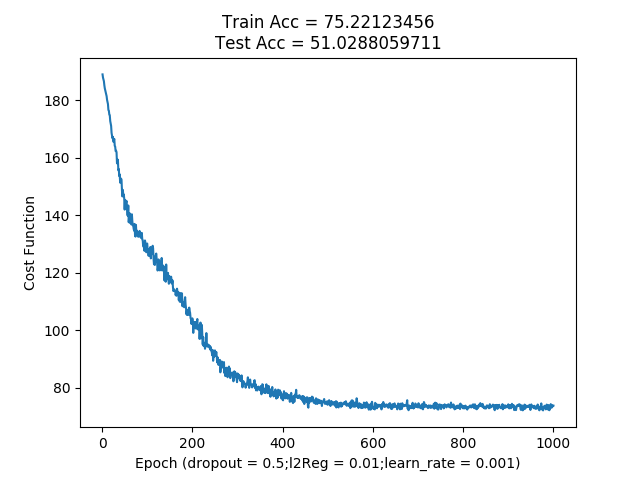 Train Acc = 75.22123456
Test Acc = 51.0288059711
180
160
140
120
100
80
Cost Function
0 200 400 600 800 1000
Epoch (dropout = 0.5;l2Reg = 0.01;learn_rate = 0.001)